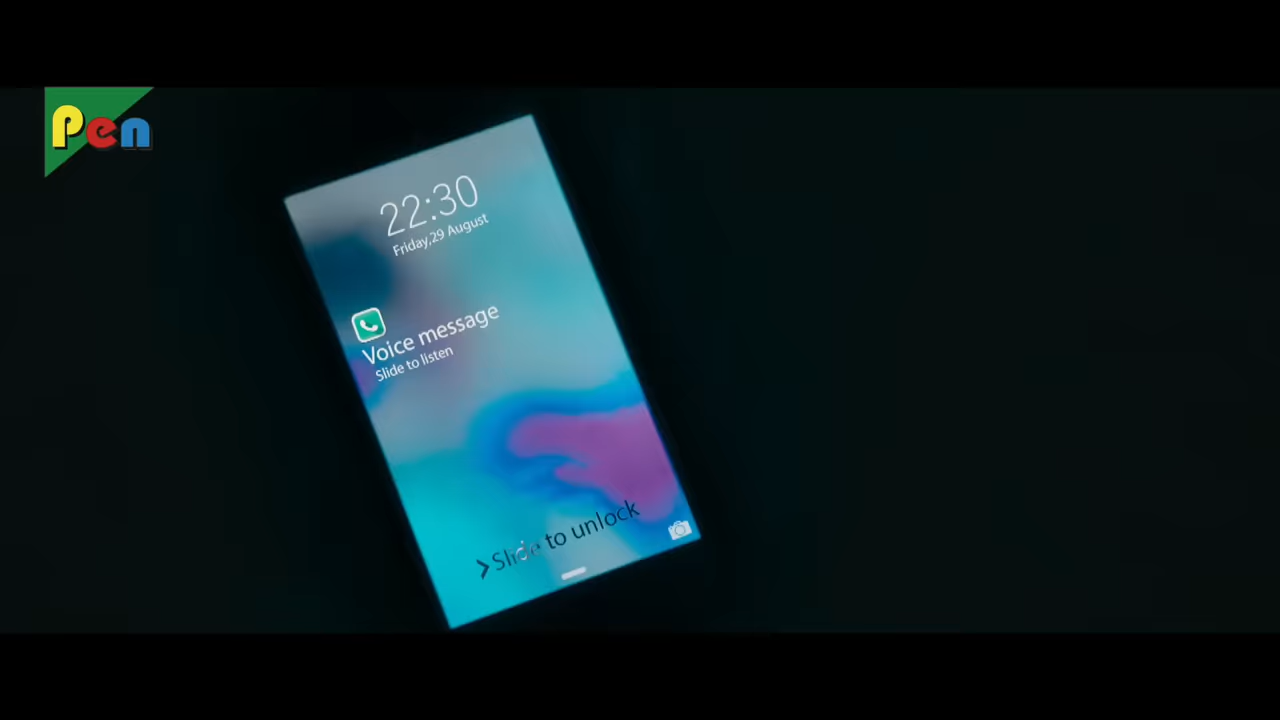 Pen
22:30
Friday,29 August
Voice message
Slide to listen
Slide to unlock